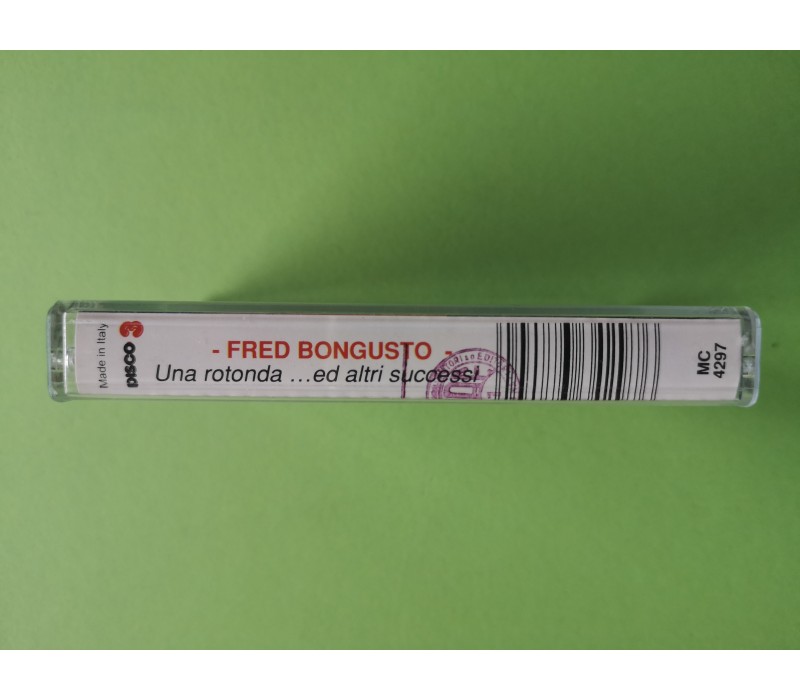 Made in Italy
DISCO 3
- FRED BONGUSTO -
Una rotonda ...ed altri successi
MC
4297